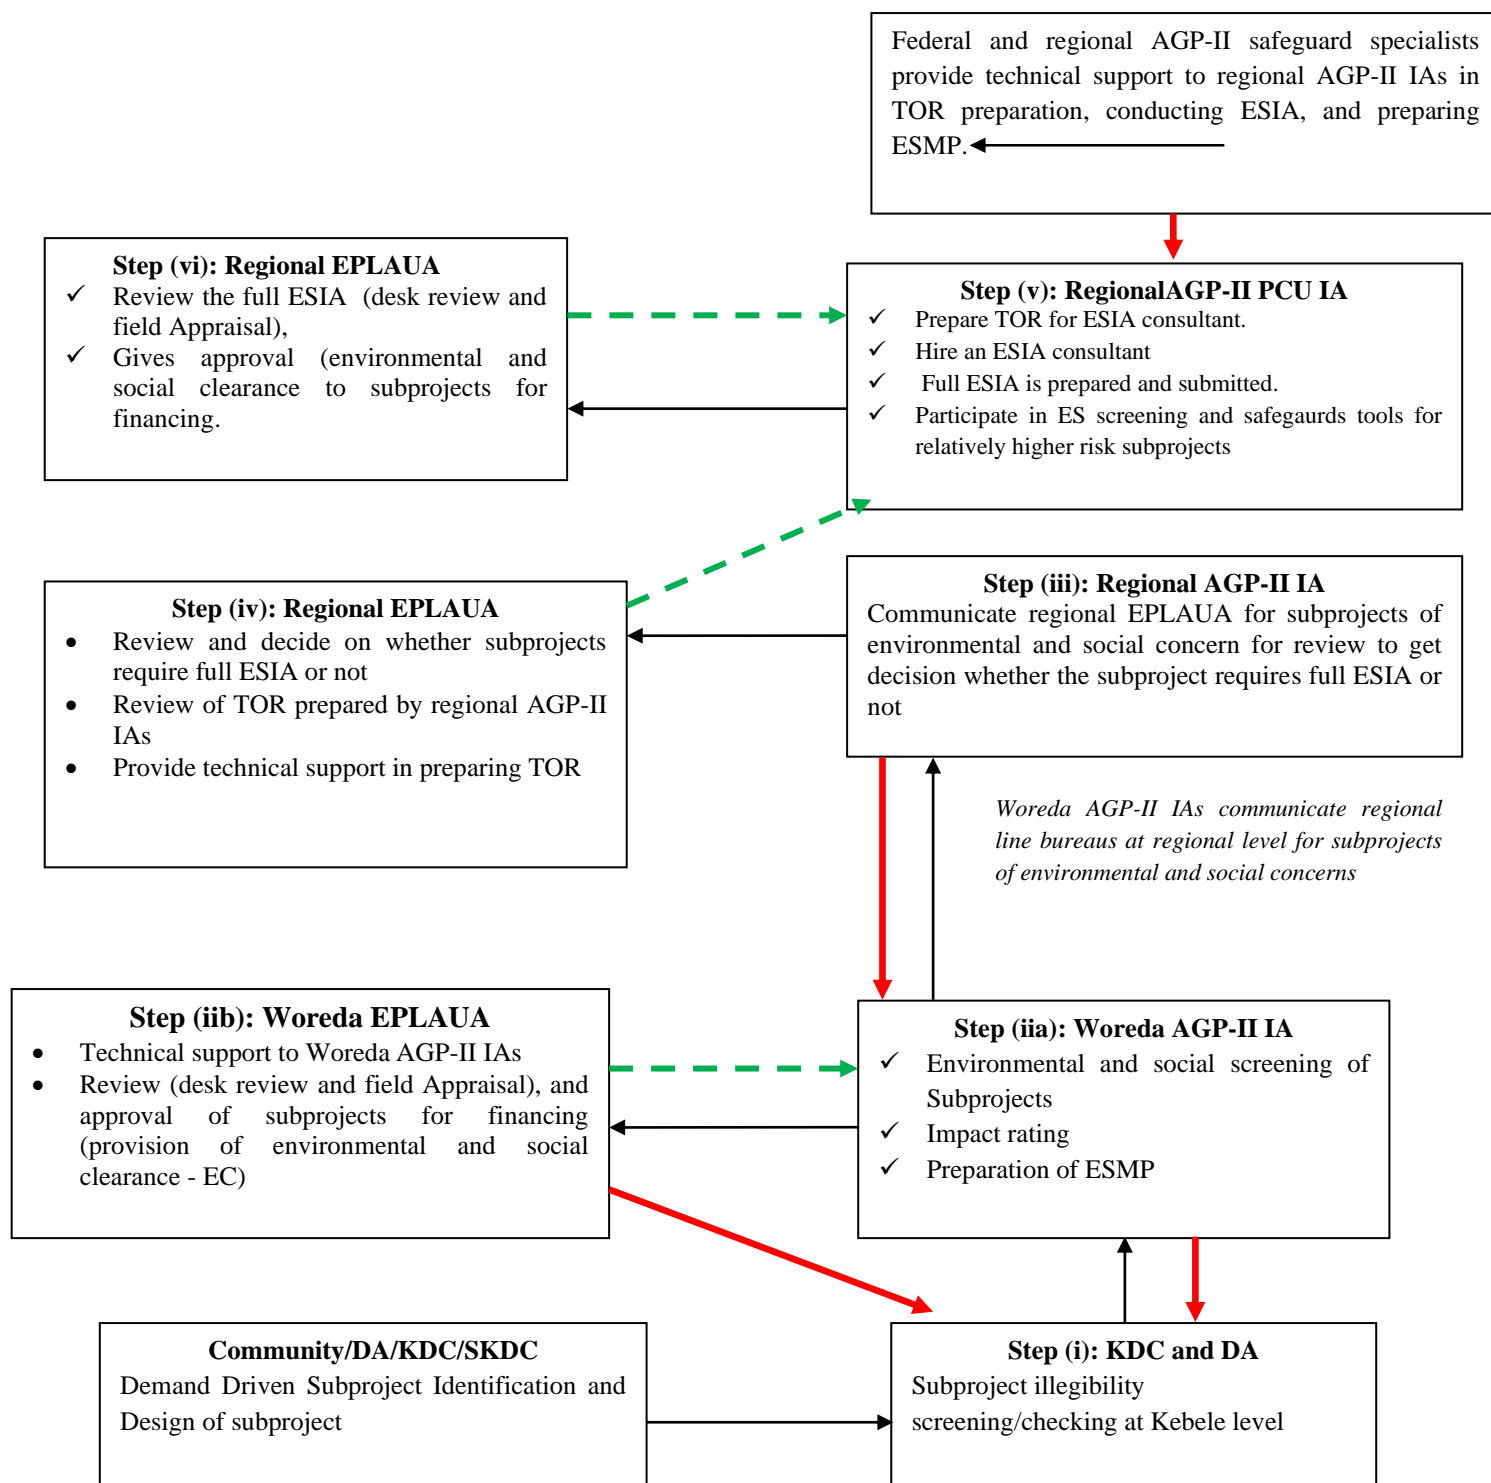 Federal and regional AGP-II safeguard specialists
provide technical support to regional AGP-II IAs in
TOR preparation, conducting ESIA, and preparing
ESMP.
Step (vi): Regional EPLAUA
✓ Review the full ESIA (desk review and
field Appraisal),
✓ Gives approval (environmental and
social clearance to subprojects for
financing.
Step (v): RegionalAGP-II PCU IA
✓ Prepare TOR for ESIA consultant.
✓ Hire an ESIA consultant
✓ Full ESIA is prepared and submitted.
✓ Participate in ES screening and safegaurds tools for
relatively higher risk subprojects
Step (iv): Regional EPLAUA
• Review and decide on whether subprojects
require full ESIA or not
• Review of TOR prepared by regional AGP-II
IAs
• Provide technical support in preparing TOR
Step (iii): Regional AGP-II IA
Communicate regional EPLAUA for subprojects of
environmental and social concern for review to get
decision whether the subproject requires full ESIA or
not
Woreda AGP-II IAs communicate regional
line bureaus at regional level for subprojects
of environmental and social concerns
Step (iib): Woreda EPLAUA
• Technical support to Woreda AGP-II IAs
• Review (desk review and field Appraisal), and
approval of subprojects for financing
(provision of environmental and social
clearance - EC)
Step (iia): Woreda AGP-II IA
✓ Environmental and social screening of
Subprojects
✓ Impact rating
✓ Preparation of ESMP
Community/DA/KDC/SKDC
Demand Driven Subproject Identification and
Design of subproject
Step (i): KDC and DA
Subproject illegibility
screening/checking at Kebele level